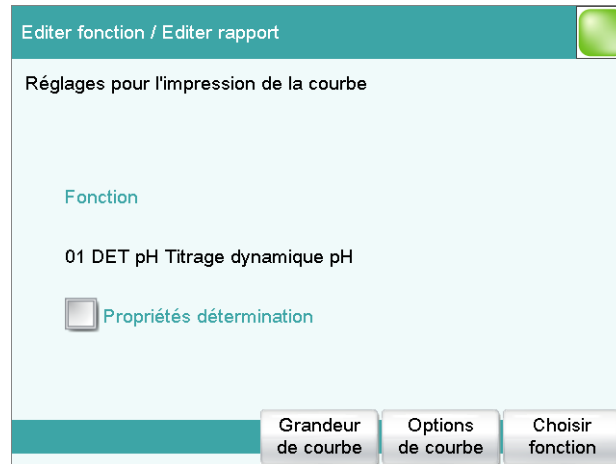 Editer fonction / Editer rapport
Réglages pour l'impression de la courbe
Fonction
01 DET pH Titrage dynamique pH
Propriétés détermination
Grandeur de courbe
Options de courbe
Choisir fonction